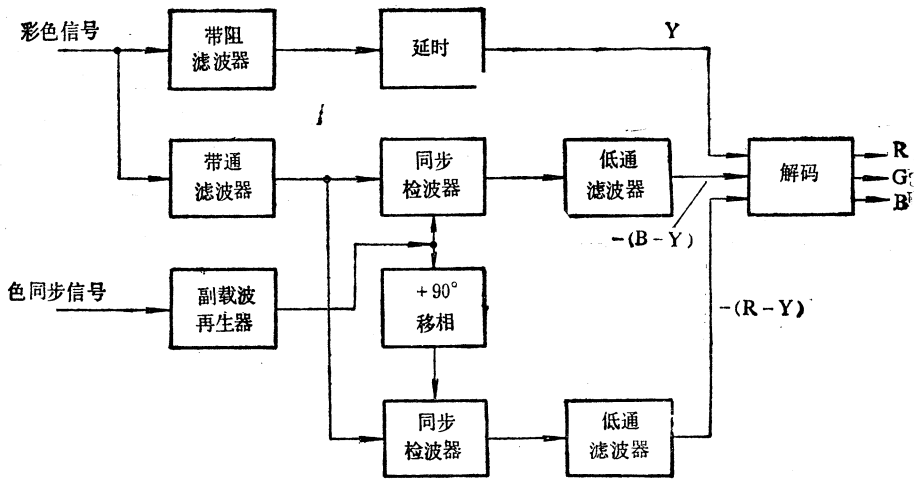 彩色信号
带阻
滤波器
延时
Y
带通
滤波器
同步
检波器
低通
滤波器
解码
R
G
B
-(B-Y)
色同步信号
副载波
再生器
+90°
移相
-(R-Y)
同步
检波器
低通
滤波器